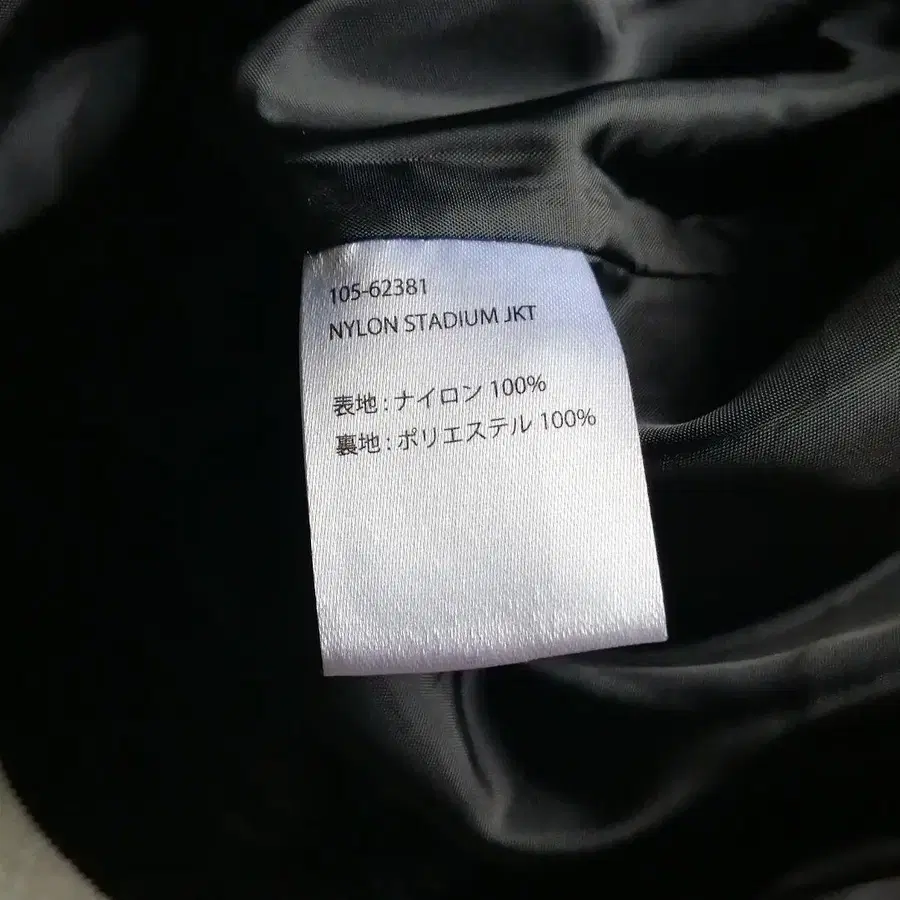 105-62381
NYLON STADIUM JKT
表地 : ナイロン 100%
裏地 : ポリエステル 100%